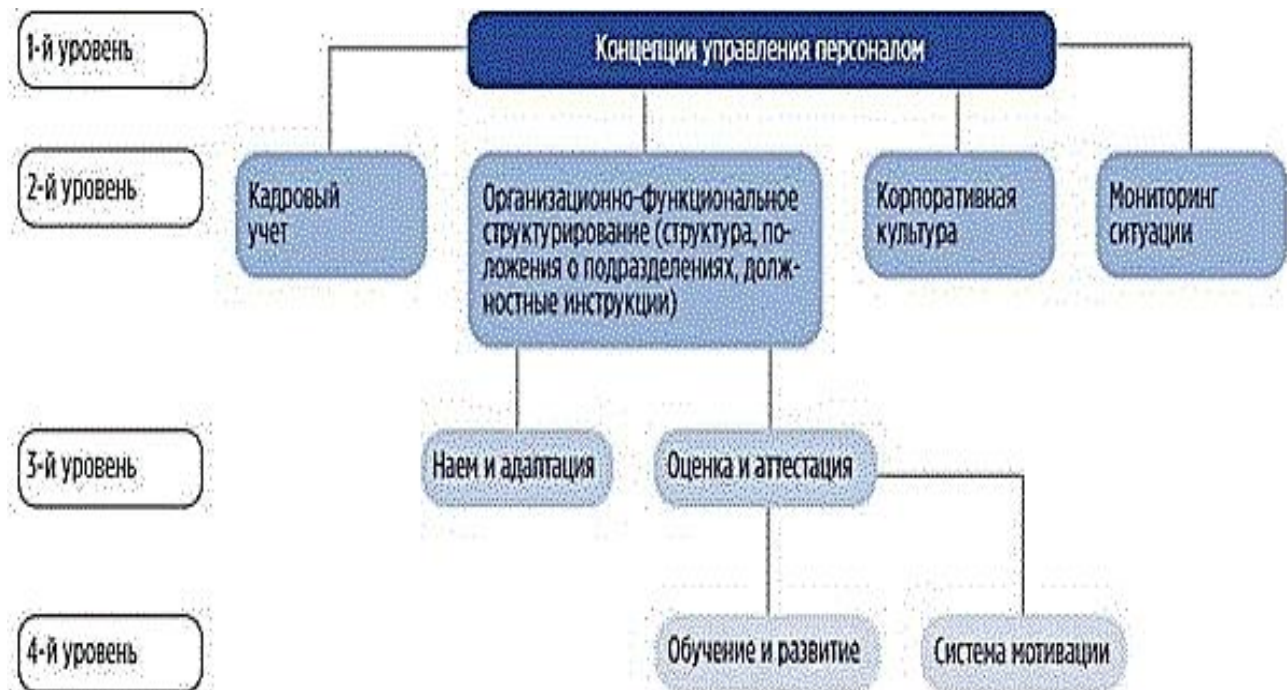 1-й уровень
Концепции управления персоналом
2-й уровень
Кадровый
учет
Организационно-функциональное
структурирование (структура, по-
ложения о подразделениях, долж-
ностные инструкции)
Корпоративная
культура
Мониторинг
ситуации
3-й уровень
Наем и адаптация
Оценка и аттестация
4-й уровень
Обучение и развитие
Система мотивации